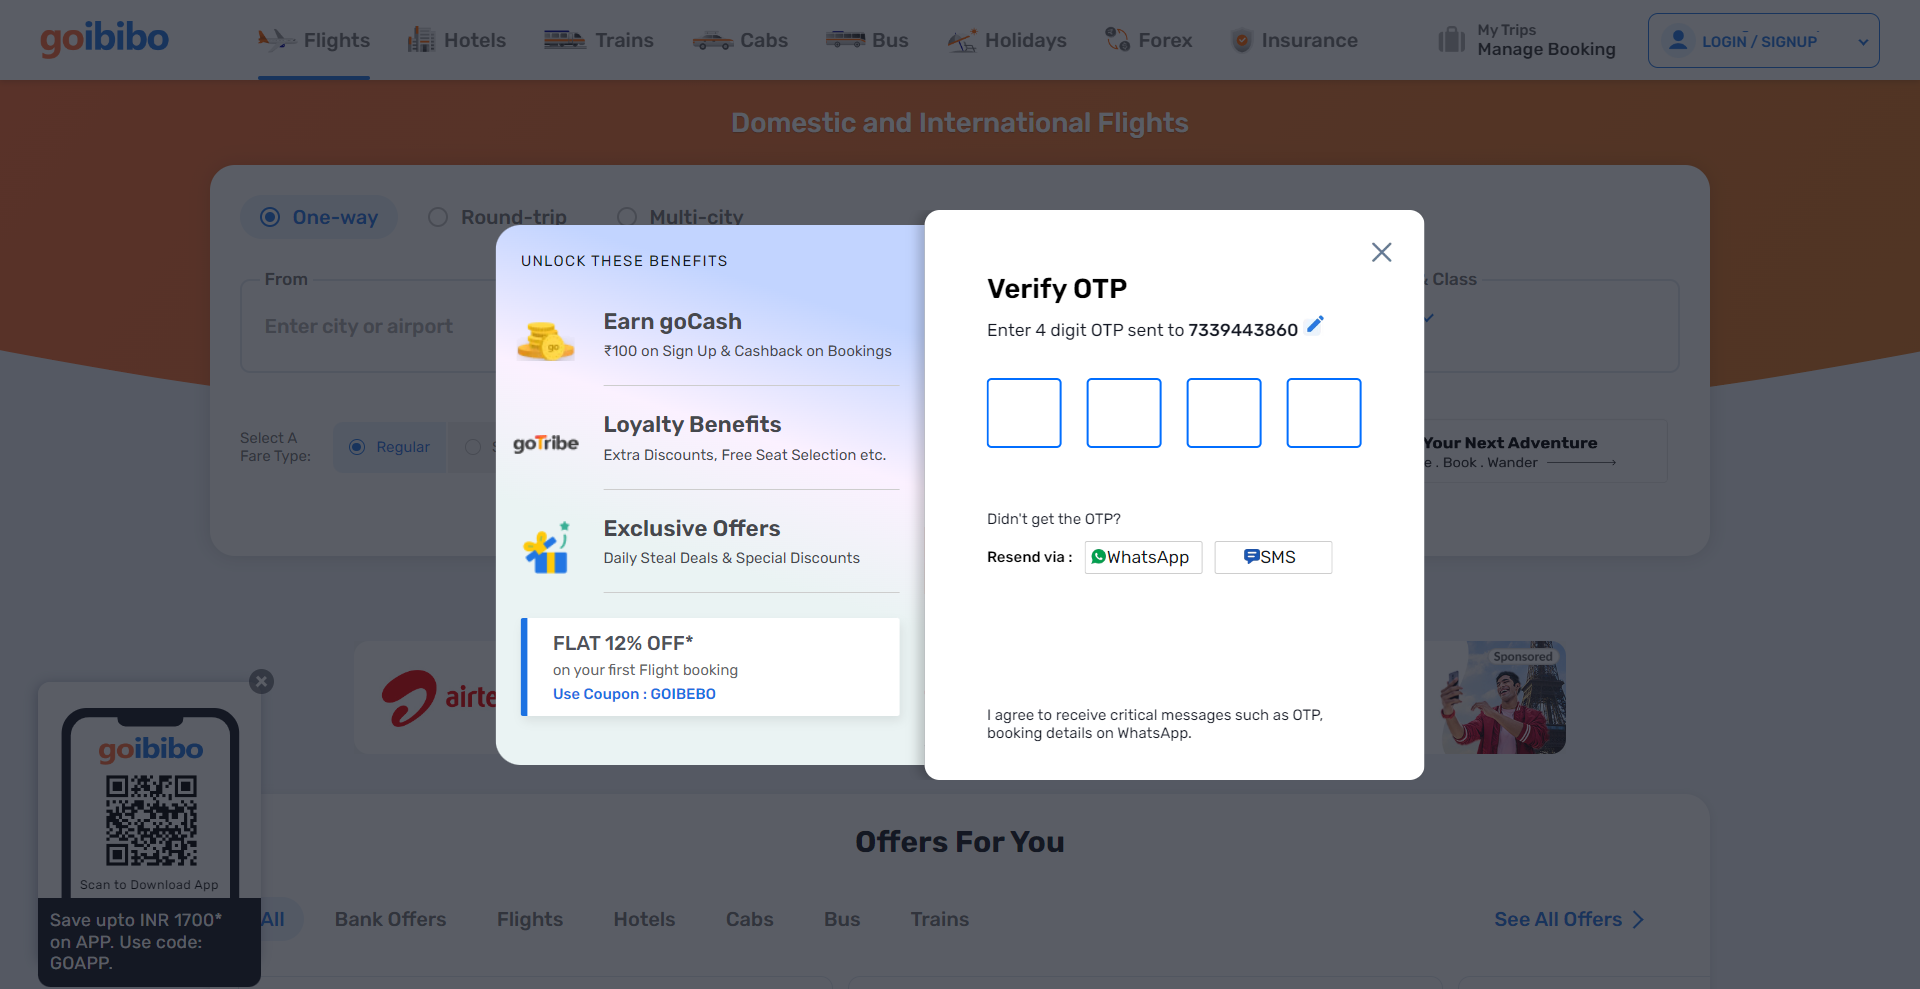 goibibo
Flights
Hotels
Trains
Cabs
Bus
Holidays
Forex
Insurance
My Trips
Manage Booking
LOGIN / SIGNUP
Domestic and International Flights
One-way
Round-trip
Multi-city
From
Enter city or airport
Class
Select A
Fare Type:
Regular
Your Next Adventure
. Book . Wander
UNLOCK THESE BENEFITS
Earn goCash
₹100 on Sign Up & Cashback on Bookings
goTribe
Loyalty Benefits
Extra Discounts, Free Seat Selection etc.
Exclusive Offers
Daily Steal Deals & Special Discounts
FLAT 12% OFF*
on your first Flight booking
Use Coupon : GOIBEBO
Verify OTP
Enter 4 digit OTP sent to 7339443860
Didn't get the OTP?
Resend via :
WhatsApp
SMS
I agree to receive critical messages such as OTP,
booking details on WhatsApp.
Sponsored
goibibo
Scan to Download App
Save upto INR 1700*
on APP. Use code:
GOAPP.
Offers For You
All
Bank Offers
Flights
Hotels
Cabs
Bus
Trains
See All Offers